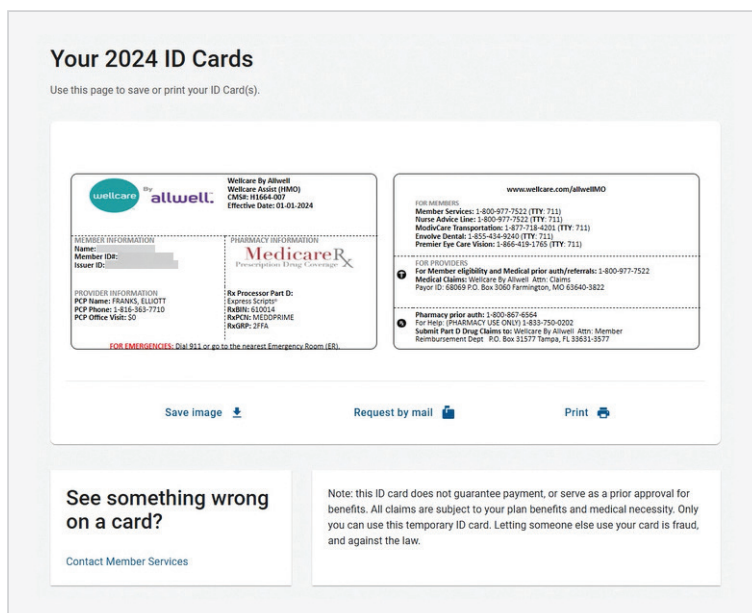 Your 2024 ID Cards
Use this page to save or print your ID Card(s).
wellcare
By
allwell.
Wellcare By Allwell
Wellcare Assist (HMO)
CMS#: H1664-007
Effective Date: 01-01-2024
MEMBER INFORMATION
Name:
Member ID#:
Issuer ID:
PHARMACY INFORMATION
MedicareRx
Prescription Drug Coverage
PROVIDER INFORMATION
PCP Name: FRANKS, ELLIOTT
PCP Phone: 1-816-363-7710
PCP Office Visit: $0
Rx Processor Part D:
Express Scripts®
RxBIN: 610014
RxPCN: MEDDPRIME
RxGRP: 2FFA
FOR EMERGENCIES: Dial 911 or go to the nearest Emergency Room (ER).
www.wellcare.com/allwellMO
FOR MEMBERS
Member Services: 1-800-977-7522 (TTY: 711)
Nurse Advice Line: 1-800-977-7522 (TTY: 711)
ModivCare Transportation: 1-877-718-4201 (TTY: 711)
Envolve Dental: 1-855-434-9240 (TTY: 711)
Premier Eye Care Vision: 1-866-419-1765 (TTY: 711)
FOR PROVIDERS
For Member eligibility and Medical prior auth/referrals: 1-800-977-7522
Medical Claims: Wellcare By Allwell Attn: Claims
Payor ID: 68069 P.O. Box 3060 Farmington, MO 63640-3822
Pharmacy prior auth: 1-800-867-6564
For Help: (PHARMACY USE ONLY) 1-833-750-0202
Submit Part D Drug Claims to: Wellcare By Allwell Attn: Member
Reimbursement Dept P.O. Box 31577 Tampa, FL 33631-3577
Save image
Request by mail
Print
See something wrong
on a card?
Contact Member Services
Note: this ID card does not guarantee payment, or serve as a prior approval for
benefits. All claims are subject to your plan benefits and medical necessity. Only
you can use this temporary ID card. Letting someone else use your card is fraud,
and against the law.